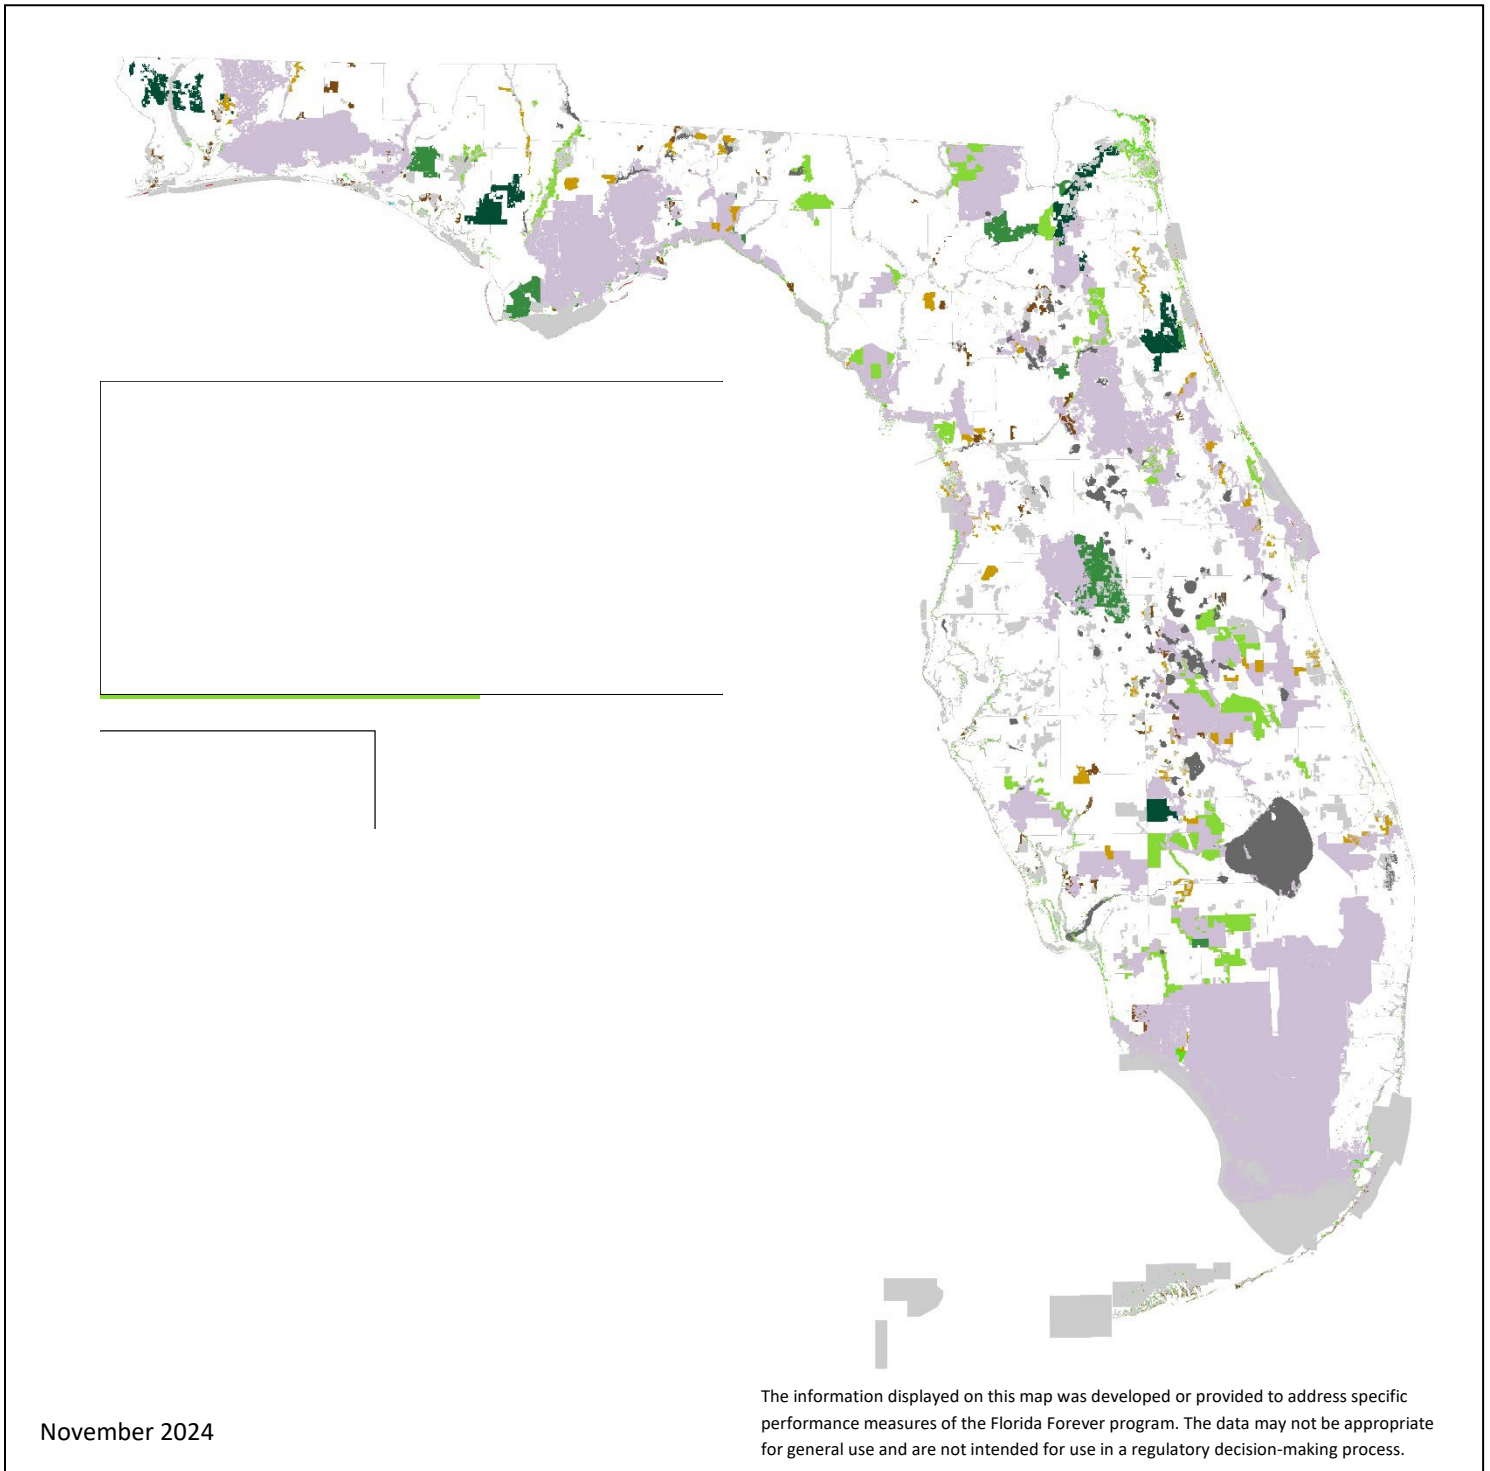 The information displayed on this map was developed or provided to address specific
performance measures of the Florida Forever program. The data may not be appropriate
for general use and are not intended for use in a regulatory decision-making process.
November 2024